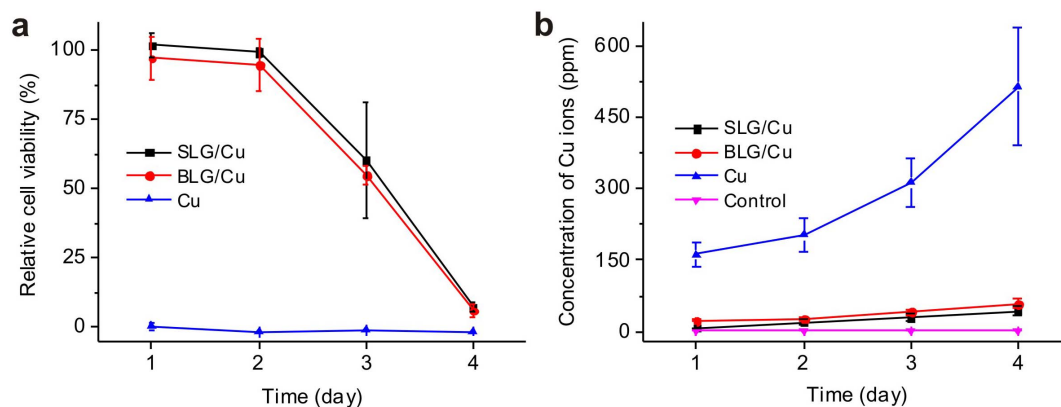 a
Relative cell viability (%)
100
75
50
25
0
SLG/Cu
BLG/Cu
Cu
1 2 3 4
Time (day)
b
Concentration of Cu ions (ppm)
600
450
300
150
0
SLG/Cu
BLG/Cu
Cu
Control
1 2 3 4
Time (day)